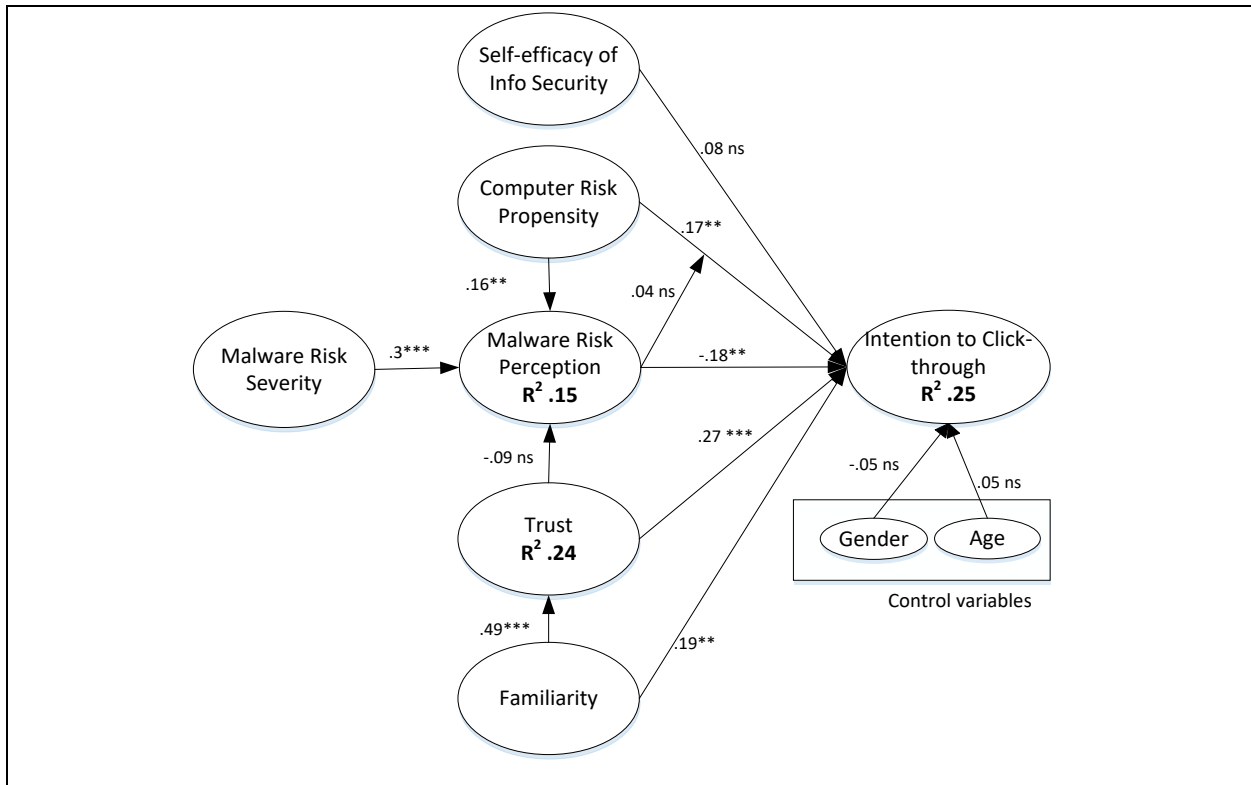 Self-efficacy of
Info Security
.08 ns
Computer Risk
Propensity
.17**
.16**
.04 ns
Malware Risk
Severity
.3***
Malware Risk
Perception
R² .15
-.18**
Intention to Click-
through
R² .25
-.09 ns
.27 ***
-.05 ns
.05 ns
Trust
R² .24
Gender
Age
Control variables
.49***
.19**
Familiarity